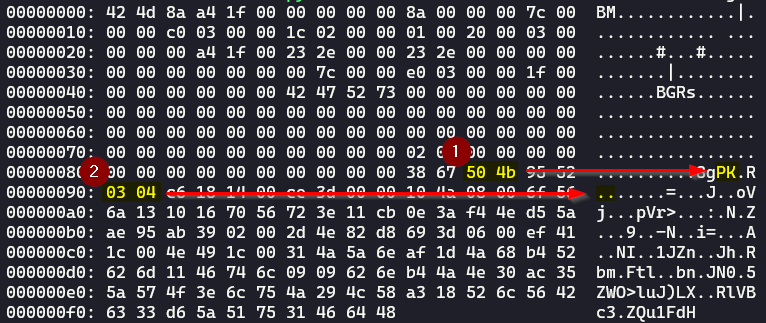 00000000: 42 4d 8a a4 1f 00 00 00 00 00 8a 00 00 00 7c 00 BM............|.
00000010: 00 00 c0 03 00 00 1c 02 00 00 01 00 20 00 03 00 ............ ...
00000020: 00 00 00 a4 1f 00 23 2e 00 00 23 2e 00 00 00 00 ......#...#.....
00000030: 00 00 00 00 00 00 00 7c 00 00 e0 03 00 00 1f 00 .......|........
00000040: 00 00 00 00 00 00 42 47 52 73 00 00 00 00 00 00 ......BGRs......
00000050: 00 00 00 00 00 00 00 00 00 00 00 00 00 00 00 00 ................
00000060: 00 00 00 00 00 00 00 00 00 00 00 00 00 00 00 00 ................
00000070: 00 00 00 00 00 00 00 00 00 00 02 00 00 00 00 ................
1
2
00 00 00 00 00 00 00 00 00 00 38 67 50 4b 52 gPK.R
00000090: 03 04 18 14 00 3d 00 00 10 4a 08 00 6f 56 .......=...J..oV
000000a0: 6a 13 10 16 70 56 72 3e 11 cb 0e 3a f4 4e d5 5a j...pVr>...:.N.Z
000000b0: ae 95 ab 39 02 00 2d 4e 82 d8 69 3d 06 00 ef 41 ...9..-N..i=...A
000000c0: 1c 00 4e 49 1c 00 31 4a 5a 6e af 1d 4a 68 b4 52 ..NI..1JZn..Jh.R
000000d0: 62 6d 11 46 74 6c 09 09 62 6e b4 4a 4e 30 ac 35 bm.Ftl..bn.JN0.5
000000e0: 5a 57 4f 3e 6c 75 4a 29 4c 58 a3 18 52 6c 56 42 ZWO>luJ)LX..RlVB
000000f0: 63 33 d6 5a 51 75 31 46 64 48 c3.ZQu1FdH